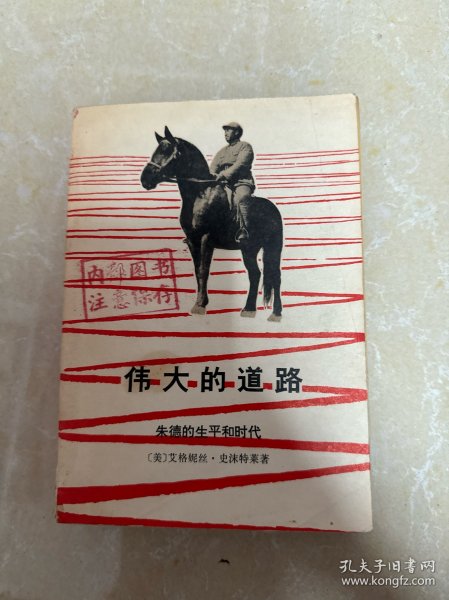 内部图书
注意保存
伟大的道路
朱德的生平和时代
〔美〕艾格妮丝·史沫特莱著
孔夫子旧书网
www.kongfz.com